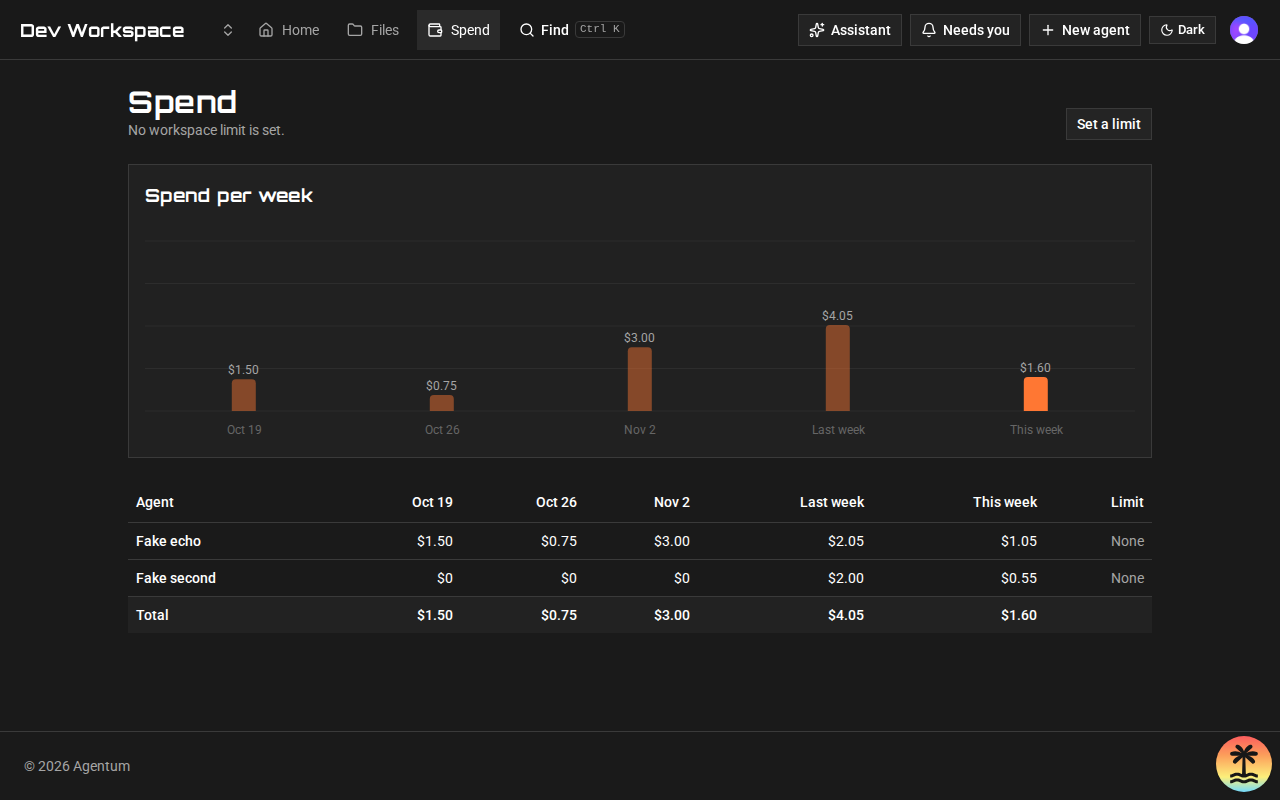 Dev Workspace Home Files Spend Find Ctrl K Assistant Needs you New agent Dark
Spend
No workspace limit is set.
Set a limit
Spend per week
$1.50 $0.75 $3.00 $4.05 $1.60
Oct 19 Oct 26 Nov 2 Last week This week
Agent Oct 19 Oct 26 Nov 2 Last week This week Limit
Fake echo $1.50 $0.75 $3.00 $2.05 $1.05 None
Fake second $0 $0 $0 $2.00 $0.55 None
Total $1.50 $0.75 $3.00 $4.05 $1.60
© 2026 Agentum